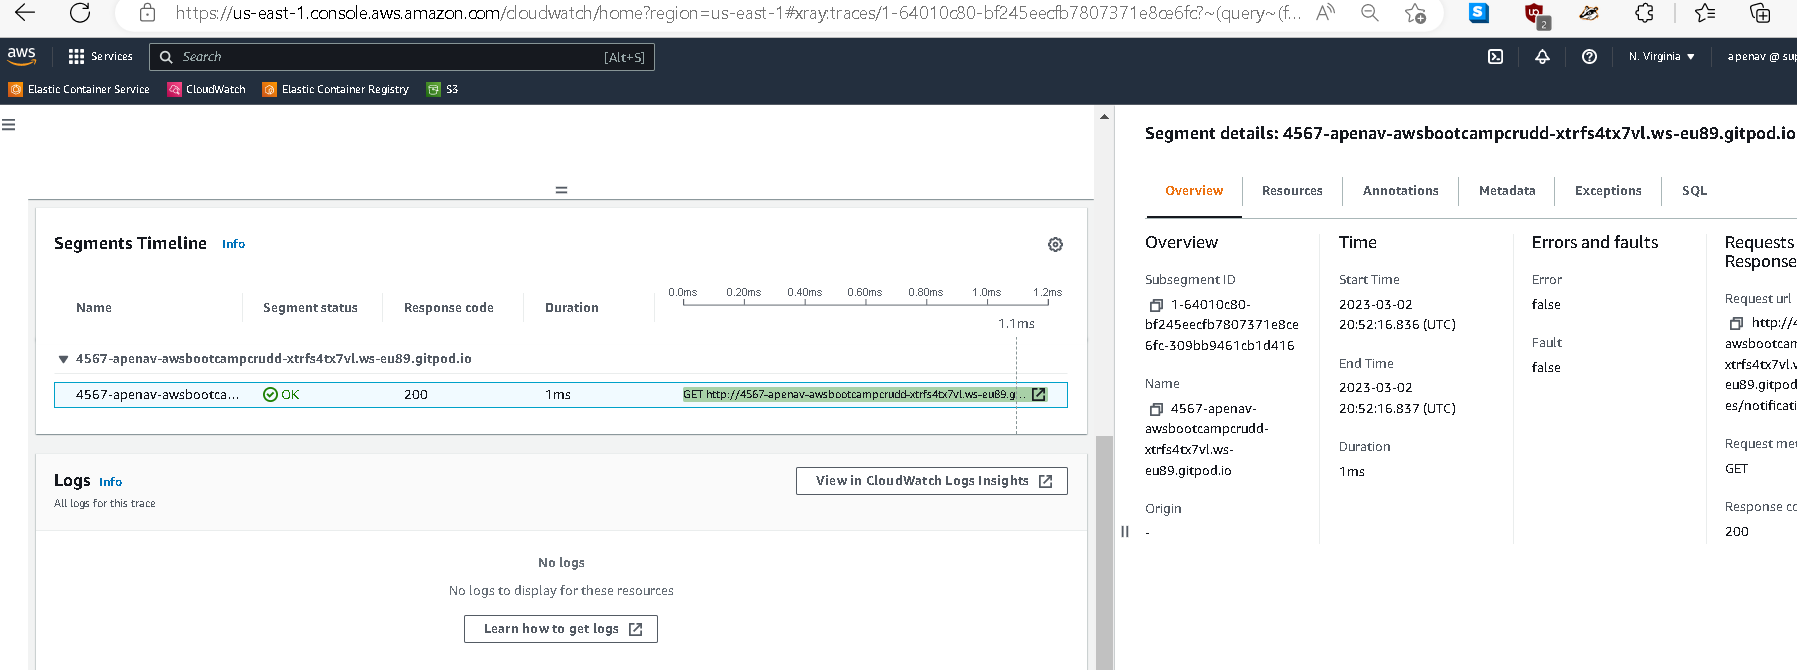 https://us-east-1.console.aws.amazon.com/cloudwatch/home?region=us-east-1#xray:traces/1-64010c80-bf245eecfb7807371e8ce6fc?~(query~(f...
2
aws
Services
Search
[Alt+S]
N. Virginia
apenav @ sup
Elastic Container Service
CloudWatch
Elastic Container Registry
S3
Segments Timeline Info
Name
Segment status
Response code
Duration
0.0ms 0.20ms 0.40ms 0.60ms 0.80ms 1.0ms 1.2ms
1.1ms
4567-apenav-awsbootcampcrudd-xtrfs4tx7vl.ws-eu89.gitpod.io
4567-apenav-awsbootca...
OK
200
1ms
GET http://4567-apenav-awsbootcampcrudd-xtrfs4tx7vl.ws-eu89.g...
Logs Info
All logs for this trace
View in CloudWatch Logs Insights
No logs
No logs to display for these resources
Learn how to get logs
Segment details: 4567-apenav-awsbootcampcrudd-xtrfs4tx7vl.ws-eu89.gitpod.io
Overview
Resources
Annotations
Metadata
Exceptions
SQL
Overview
Subsegment ID
1-64010c80-
bf245eecfb7807371e8ce
6fc-309bb9461cb1d416
Name
4567-apenav-
awsbootcampcrudd-
xtrfs4tx7vl.ws-
eu89.gitpod.io
Origin
-
Time
Start Time
2023-03-02
20:52:16.836 (UTC)
End Time
2023-03-02
20:52:16.837 (UTC)
Duration
1ms
Errors and faults
Error
false
Fault
false
Requests
Response
Request url
http://4
awsbootcam
xtrfs4tx7vl.v
eu89.gitpod
es/notificati
Request met
GET
Response co
200